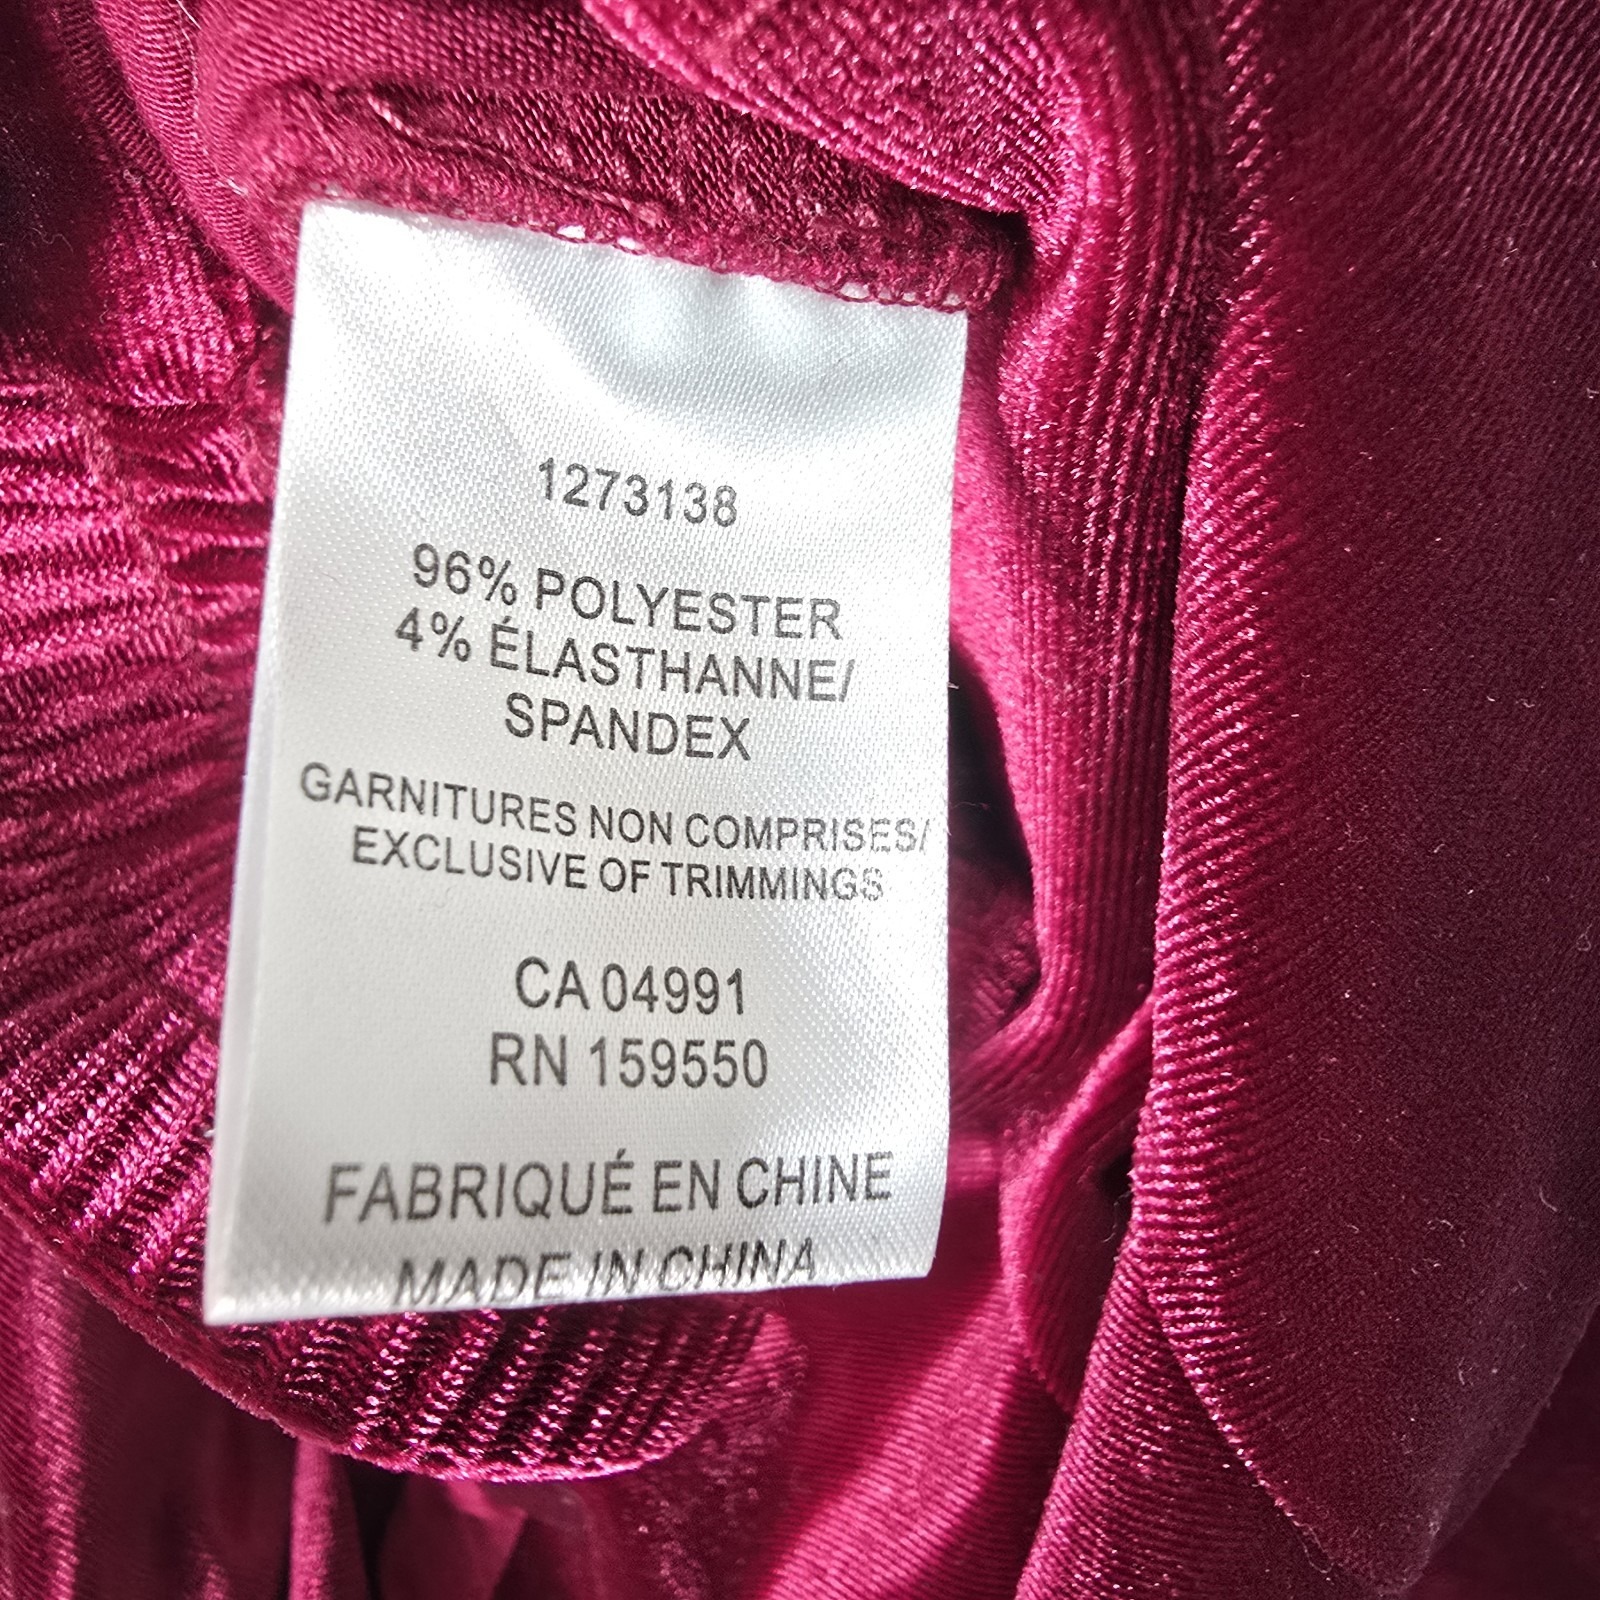 1273138
96% POLYESTER
4% ÉLASTHANNE/
SPANDEX
GARNITURES NON COMPRISES/
EXCLUSIVE OF TRIMMINGS
CA 04991
RN 159550
FABRIQUÉ EN CHINE
MADE IN CHINA